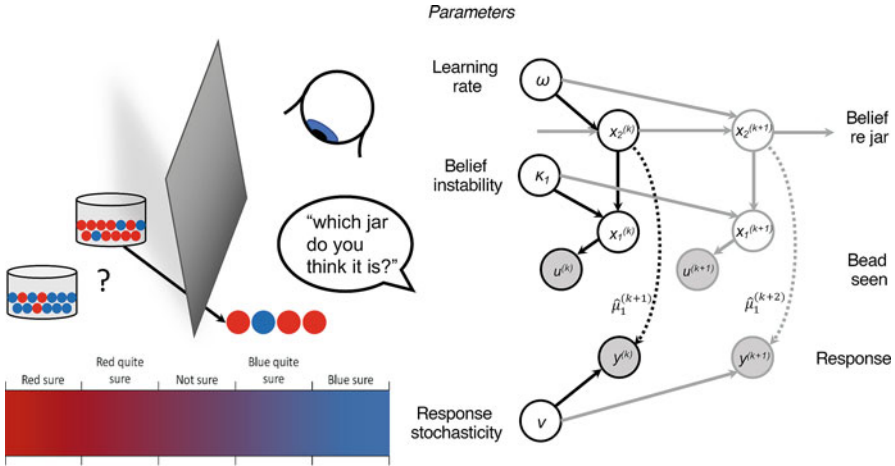 Parameters
Learning
rate
ω
x₂⁽ᵏ⁾
x₂⁽ᵏ⁺¹⁾
Belief
re jar
Belief
instability
κ₁
x₁⁽ᵏ⁾
x₁⁽ᵏ⁺¹⁾
u⁽ᵏ⁾
u⁽ᵏ⁺¹⁾
Bead
seen
μ̂₁⁽ᵏ⁺¹⁾
μ̂₁⁽ᵏ⁺²⁾
y⁽ᵏ⁾
y⁽ᵏ⁺¹⁾
Response
Response
stochasticity
ν
“which jar
do you
think it is?”
?
Red sure
Red quite
sure
Not sure
Blue quite
sure
Blue sure